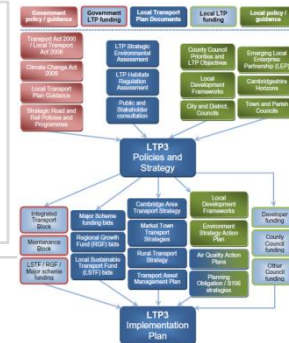 Government policy / guidance
Government LTP funding
Local Transport Plan Documents
Local LTP funding
Local policy / guidance
Transport Act 2000
/ Local Transport
Act 2008
Climate Change Act
2008
Local Transport
Plan Guidance
Strategic Road and
Rail Policies and
Programme
LTP Strategic
Environmental
Assessment
LTP Habitats
Regulation
Assessment
Public and
Stakeholder
consultation
County Council
Priorities and
LTP Objectives
Local
Development
Frameworks
City and District,
Councils
Emerging Local
Enterprise
Partnership (LEP)
Cambridgeshire
Horizons
Town and Parish
Councils
LTP3
Policies and
Strategy
Integrated
Transport
Block
Maintenance
Block
LSTF / RGF /
Major scheme
funding
Major Scheme
funding bids
Regional Growth
Fund (RGF) bids
Local Sustainable
Transport Fund
(LSTF) bids
Cambridge Area
Transport Strategy
Market Town
Transport
Strategies
Rural Transport
Strategy
Transport Asset
Management Plan
Local
Development
Frameworks
Environment
Strategy Action
Plan
Air Quality Action
Plans
Planning
Obligation / S106
strategies
Developer
funding
County
Council
funding
Other
Council
funding
LTP3
Implementation
Plan